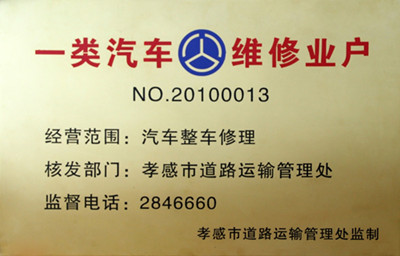 一类汽车维修业户
NO.20100013
经营范围：汽车整车修理
核发部门：孝感市道路运输管理处
监督电话：2846660
孝感市道路运输管理处监制